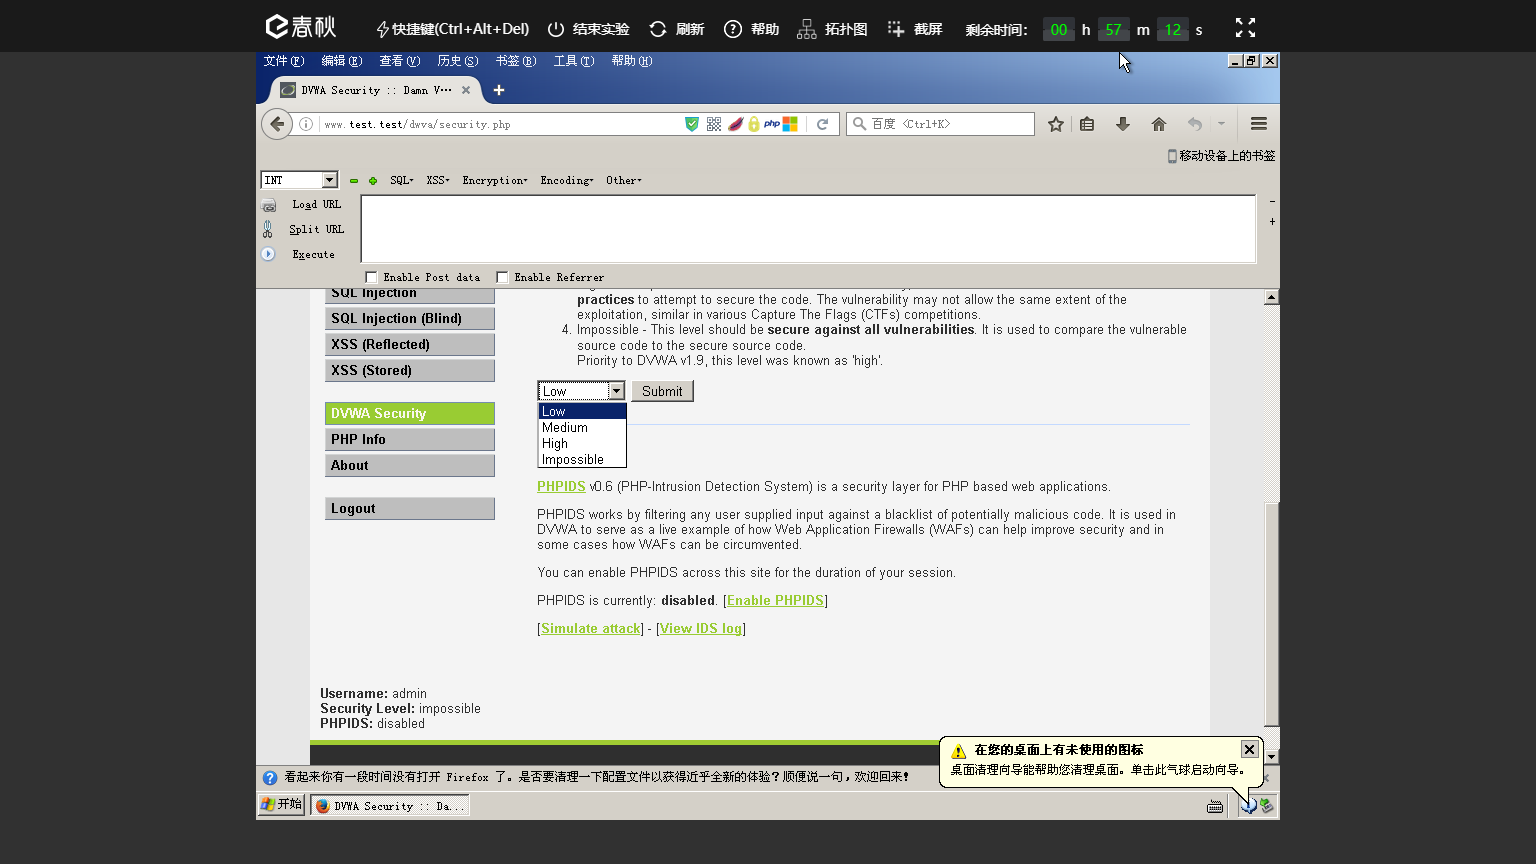 e春秋 快捷键(Ctrl+Alt+Del) 结束实验 刷新 帮助 拓扑图 截屏 剩余时间: 00 h 57 m 12 s
文件(F) 编辑(E) 查看(V) 历史(S) 书签(B) 工具(T) 帮助(H)
DVWA Security :: Damn V...
www.test.test/dwva/security.php php 百度 <Ctrl+K>
移动设备上的书签
INT SQL XSS Encryption Encoding Other
Load URL
Split URL
Execute
Enable Post data Enable Referrer
SQL Injection
SQL Injection (Blind)
XSS (Reflected)
XSS (Stored)
DVWA Security
PHP Info
About
Logout
practices to attempt to secure the code. The vulnerability may not allow the same extent of the
exploitation, similar in various Capture The Flags (CTFs) competitions.
4. Impossible - This level should be secure against all vulnerabilities. It is used to compare the vulnerable
source code to the secure source code.
Priority to DVWA v1.9, this level was known as 'high'.
Low Submit
Low
Medium
High
Impossible
PHPIDS v0.6 (PHP-Intrusion Detection System) is a security layer for PHP based web applications.
PHPIDS works by filtering any user supplied input against a blacklist of potentially malicious code. It is used in
DVWA to serve as a live example of how Web Application Firewalls (WAFs) can help improve security and in
some cases how WAFs can be circumvented.
You can enable PHPIDS across this site for the duration of your session.
PHPIDS is currently: disabled. [Enable PHPIDS]
[Simulate attack] - [View IDS log]
Username: admin
Security Level: impossible
PHPIDS: disabled
在您的桌面上有未使用的图标
桌面清理向导能帮助您清理桌面。单击此气球启动向导。
看起来你有一段时间没有打开 Firefox 了。是否要清理一下配置文件以获得近乎全新的体验？顺便说一句，欢迎回来！
开始 DVWA Security :: Da...